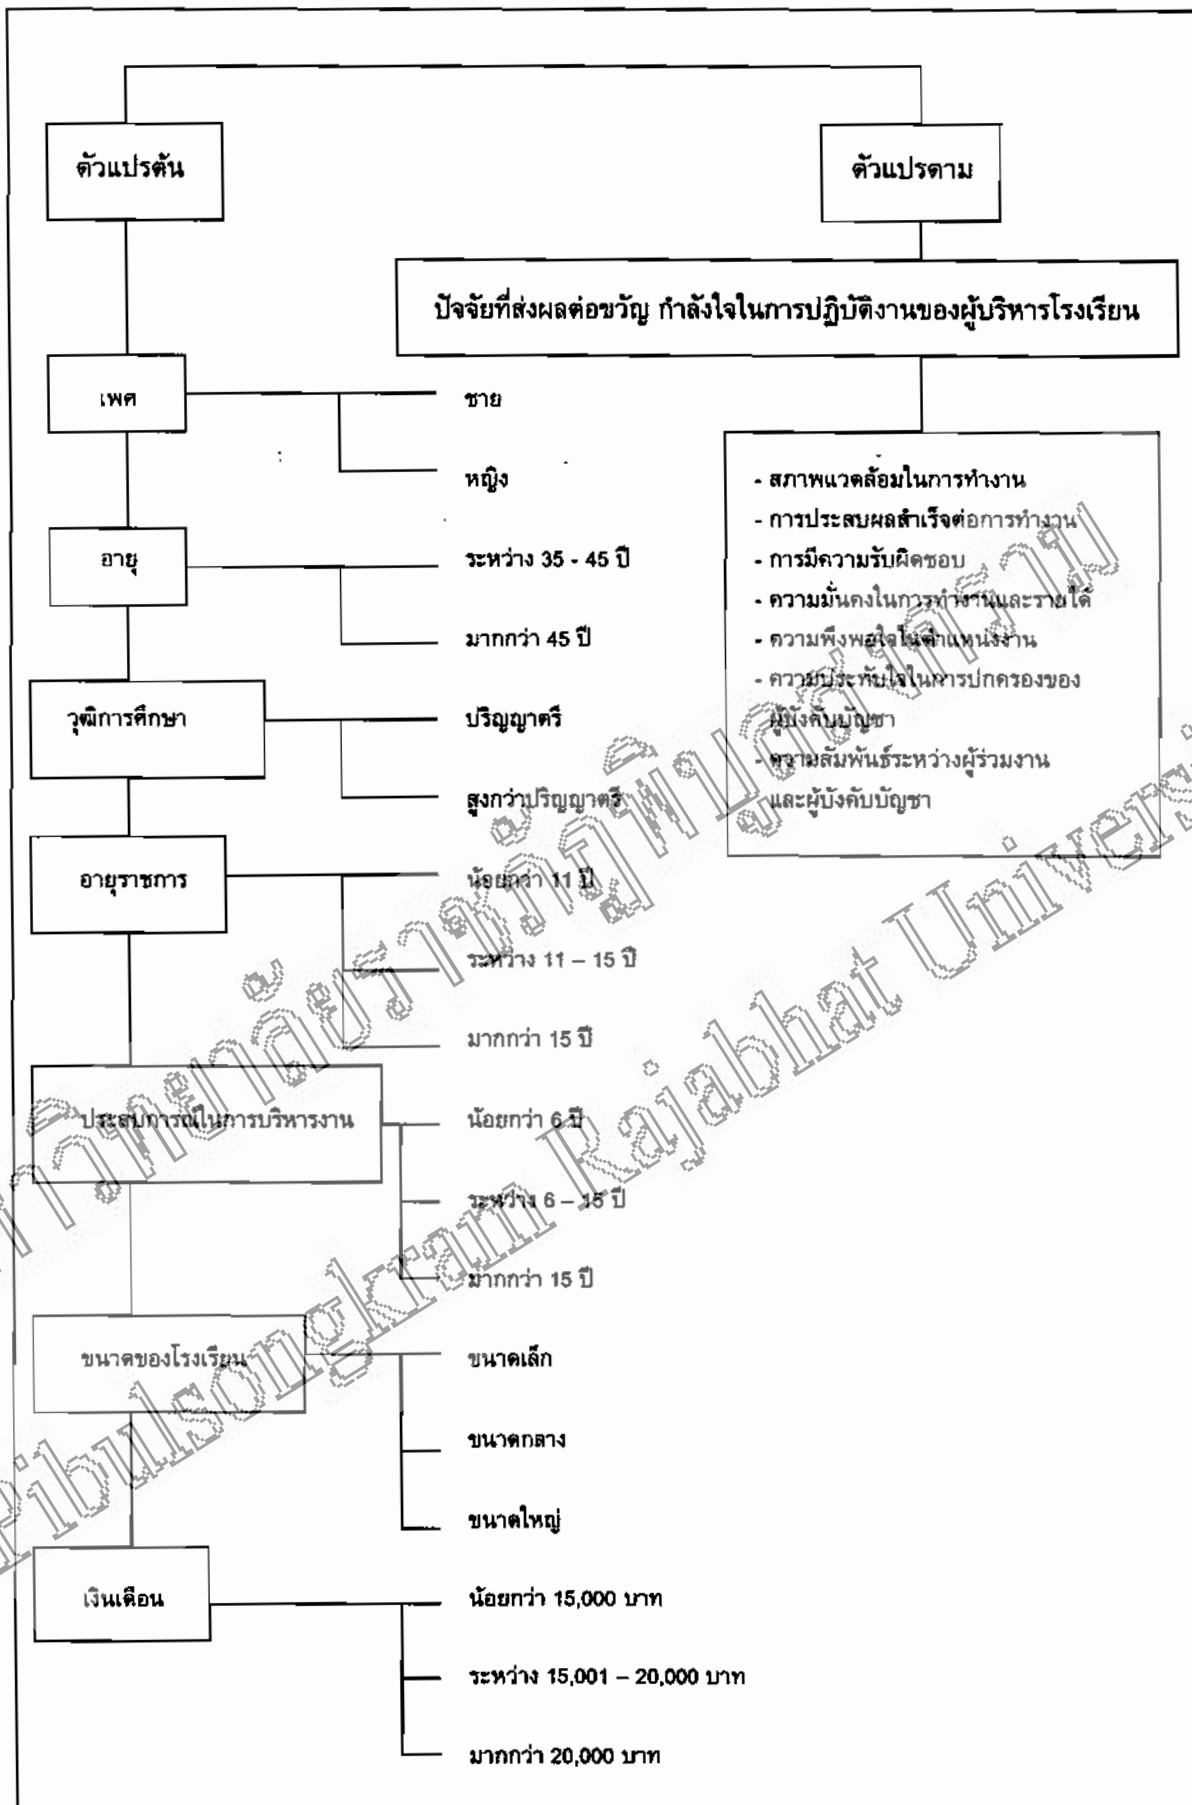 ตัวแปรต้น
ตัวแปรตาม
ปัจจัยที่ส่งผลต่อขวัญ กำลังใจในการปฏิบัติงานของผู้บริหารโรงเรียน
เพศ
ชาย
หญิง
อายุ
ระหว่าง 35 - 45 ปี
มากกว่า 45 ปี
วุฒิการศึกษา
ปริญญาตรี
สูงกว่าปริญญาตรี
อายุราชการ
น้อยกว่า 11 ปี
ระหว่าง 11 – 15 ปี
มากกว่า 15 ปี
ประสบการณ์ในการบริหารงาน
น้อยกว่า 6 ปี
ระหว่าง 6 – 15 ปี
มากกว่า 15 ปี
ขนาดของโรงเรียน
ขนาดเล็ก
ขนาดกลาง
ขนาดใหญ่
เงินเดือน
น้อยกว่า 15,000 บาท
ระหว่าง 15,001 – 20,000 บาท
มากกว่า 20,000 บาท
- สภาพแวดล้อมในการทำงาน
- การประสบผลสำเร็จต่อการทำงาน
- การมีความรับผิดชอบ
- ความมั่นคงในการทำงานและรายได้
- ความพึงพอใจในตำแหน่งงาน
- ความประทับใจในการปกครองของ
ผู้บังคับบัญชา
- ความสัมพันธ์ระหว่างผู้ร่วมงาน
และผู้บังคับบัญชา
Pibulsongkram Rajabhat Universi